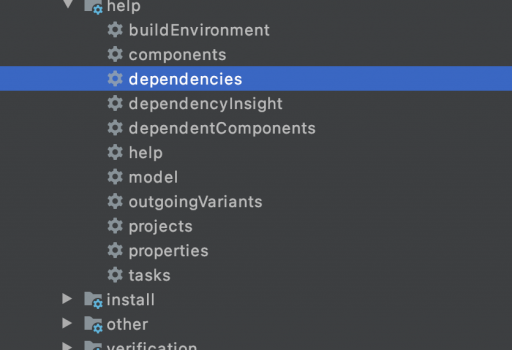 help
buildEnvironment
components
dependencies
dependencyInsight
dependentComponents
help
model
outgoingVariants
projects
properties
tasks
install
other
verification